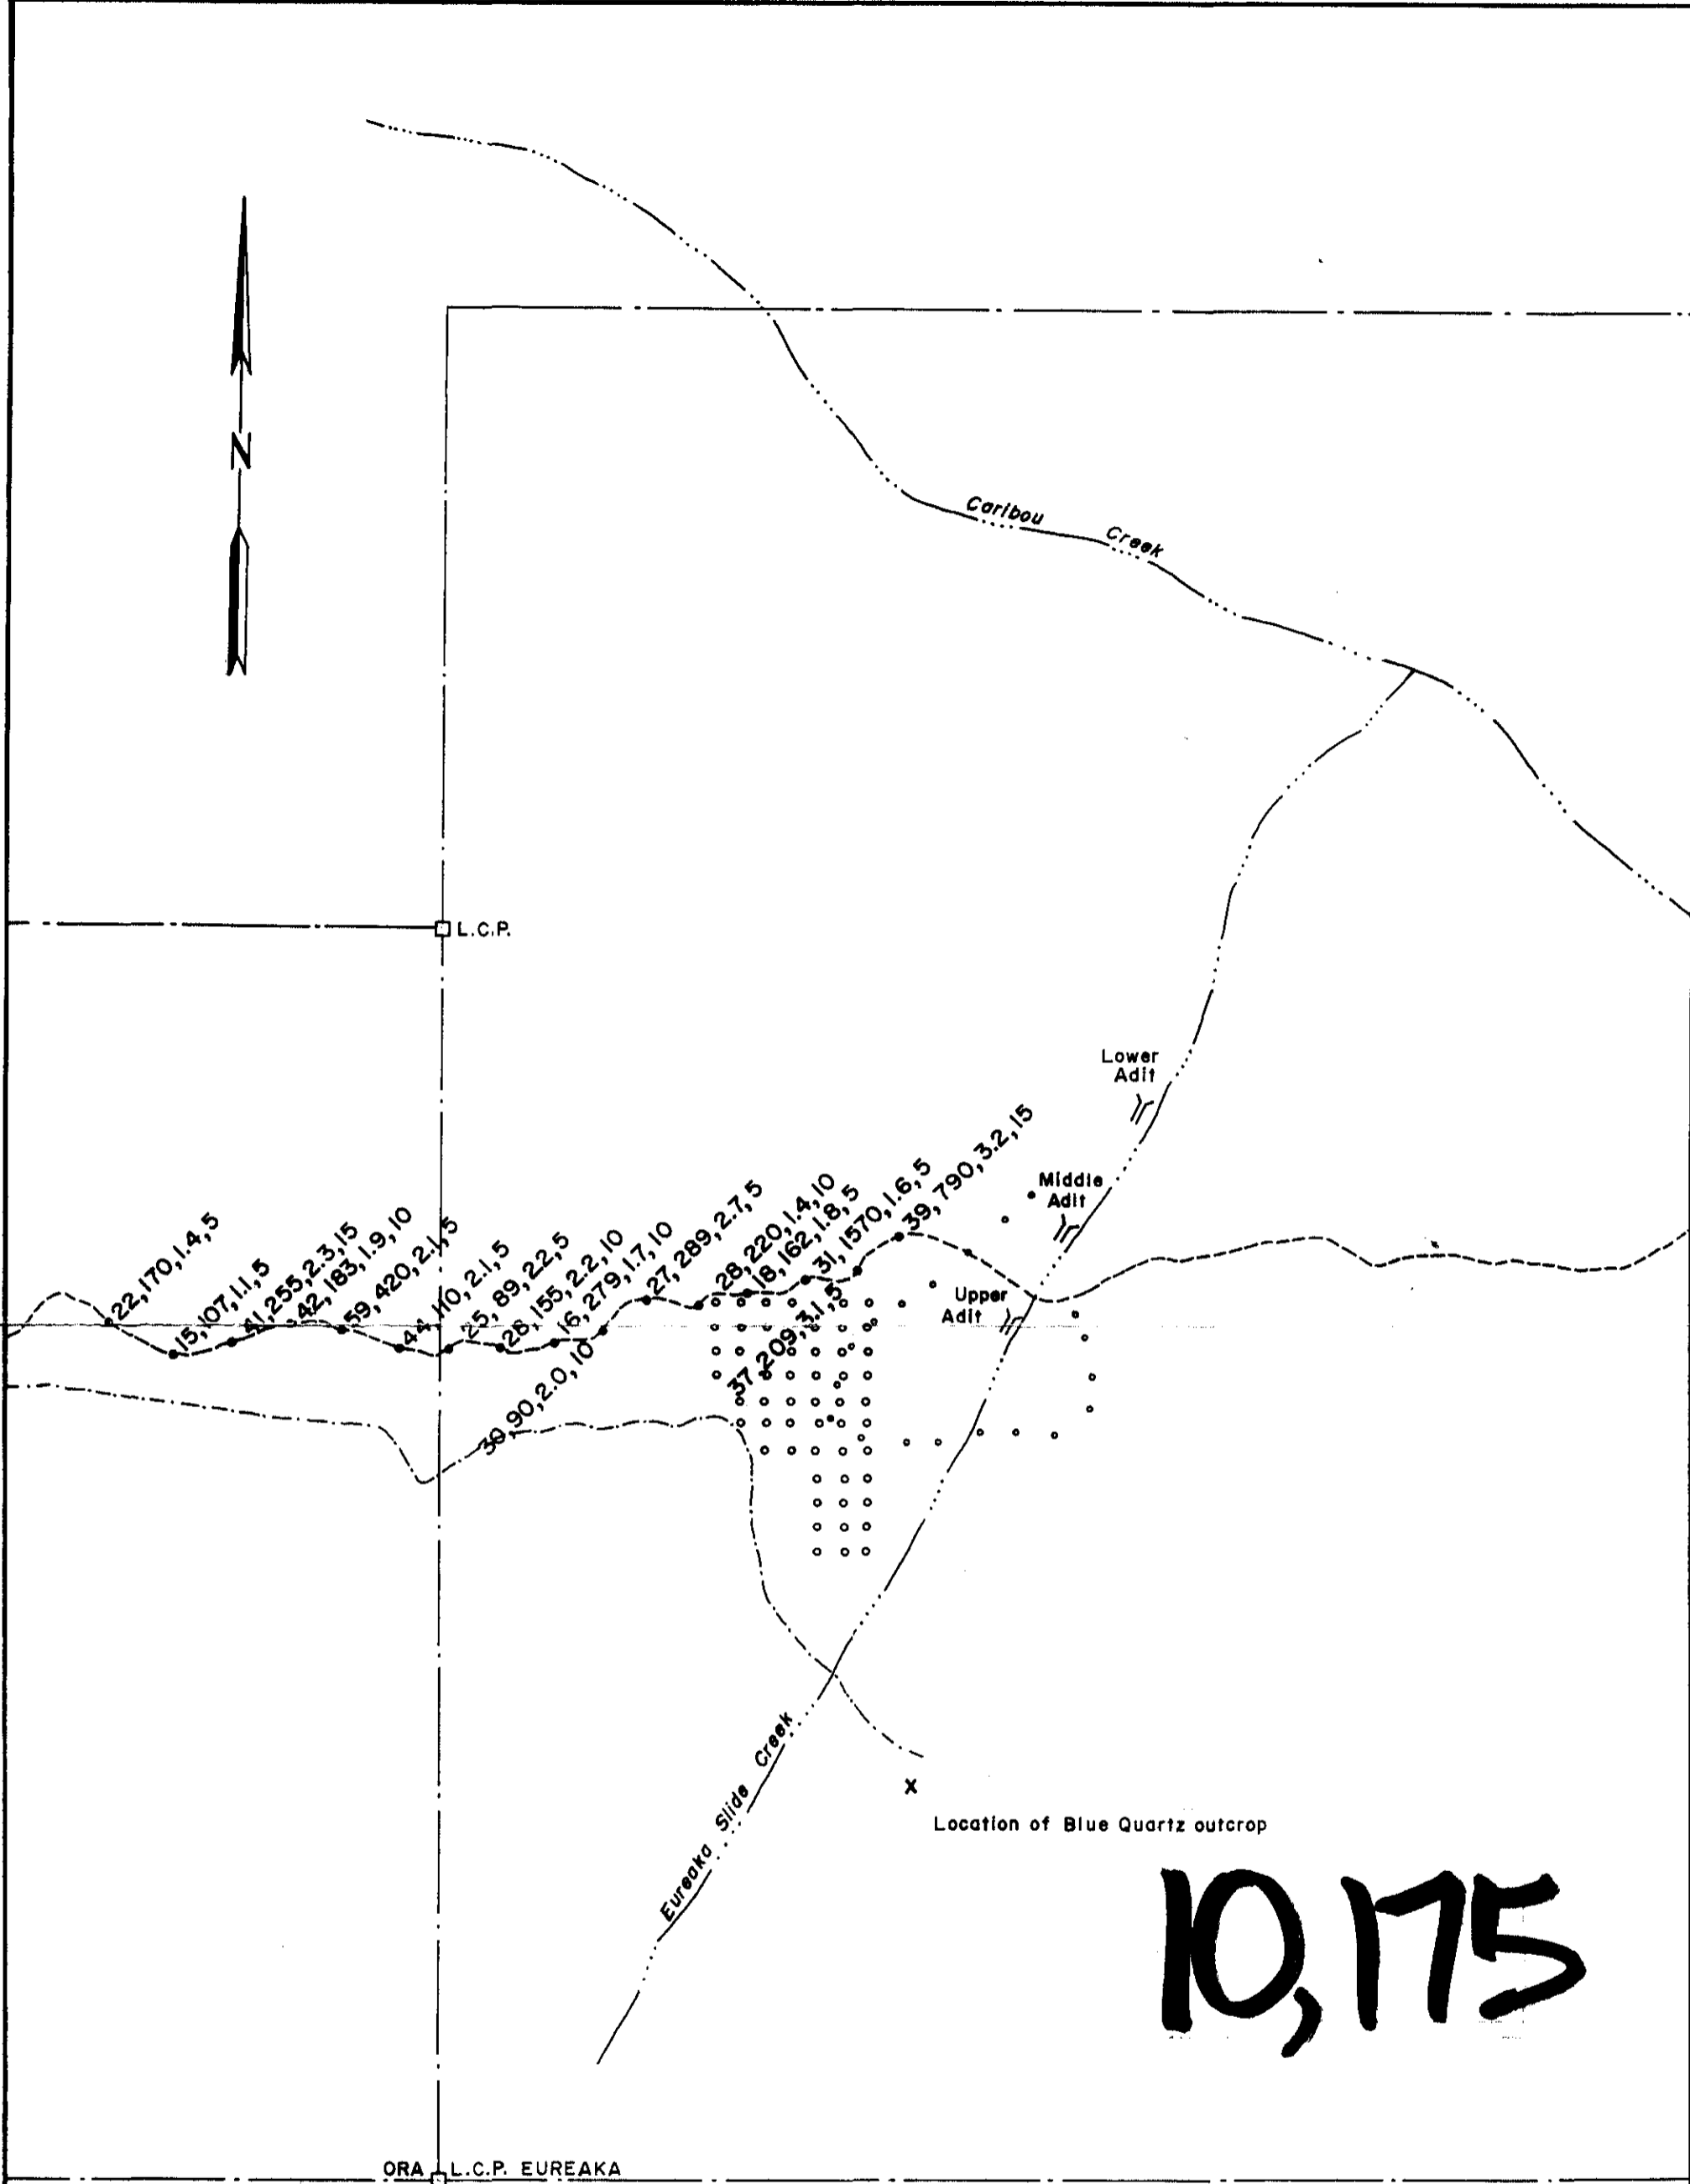 N
Caribou Creek
L.C.P.
Lower
Adit
Middle
Adit
Upper
Adit
22,170,1.4,5
15,107,1.1,5
41,255,2.3,15
42,183,1.9,10
59,420,2.1,5
44,110,2.1,5
25,89,2.2,5
28,155,2.2,10
16,279,1.7,10
30,90,2.0,10
27,289,2.7,5
28,220,1.4,10
18,162,1.8,5
31,1570,1.6,5
37,209,3.1,5
39,790,3.2,15
Eureaka Slide Creek
x
Location of Blue Quartz outcrop
10,175
ORA L.C.P. EUREAKA